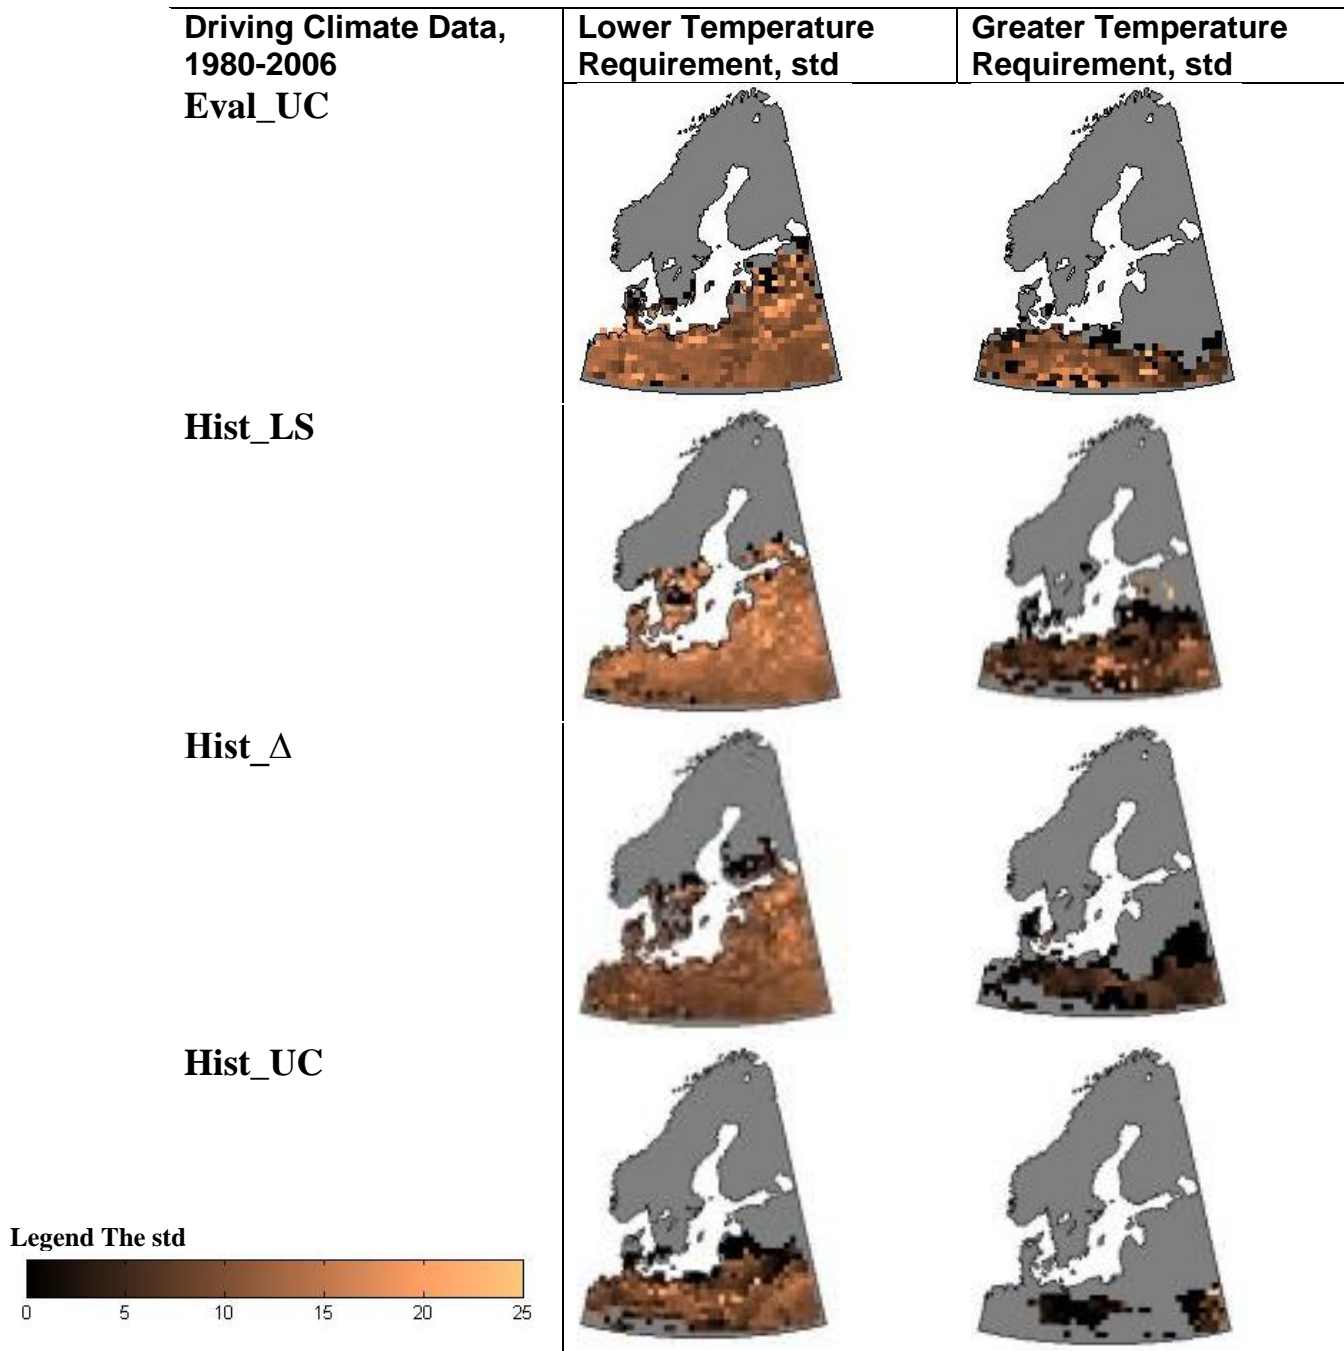 Driving Climate Data,
1980-2006
Lower Temperature
Requirement, std
Greater Temperature
Requirement, std
Eval_UC
Hist_LS
Hist_Δ
Hist_UC
Legend The std
0 5 10 15 20 25